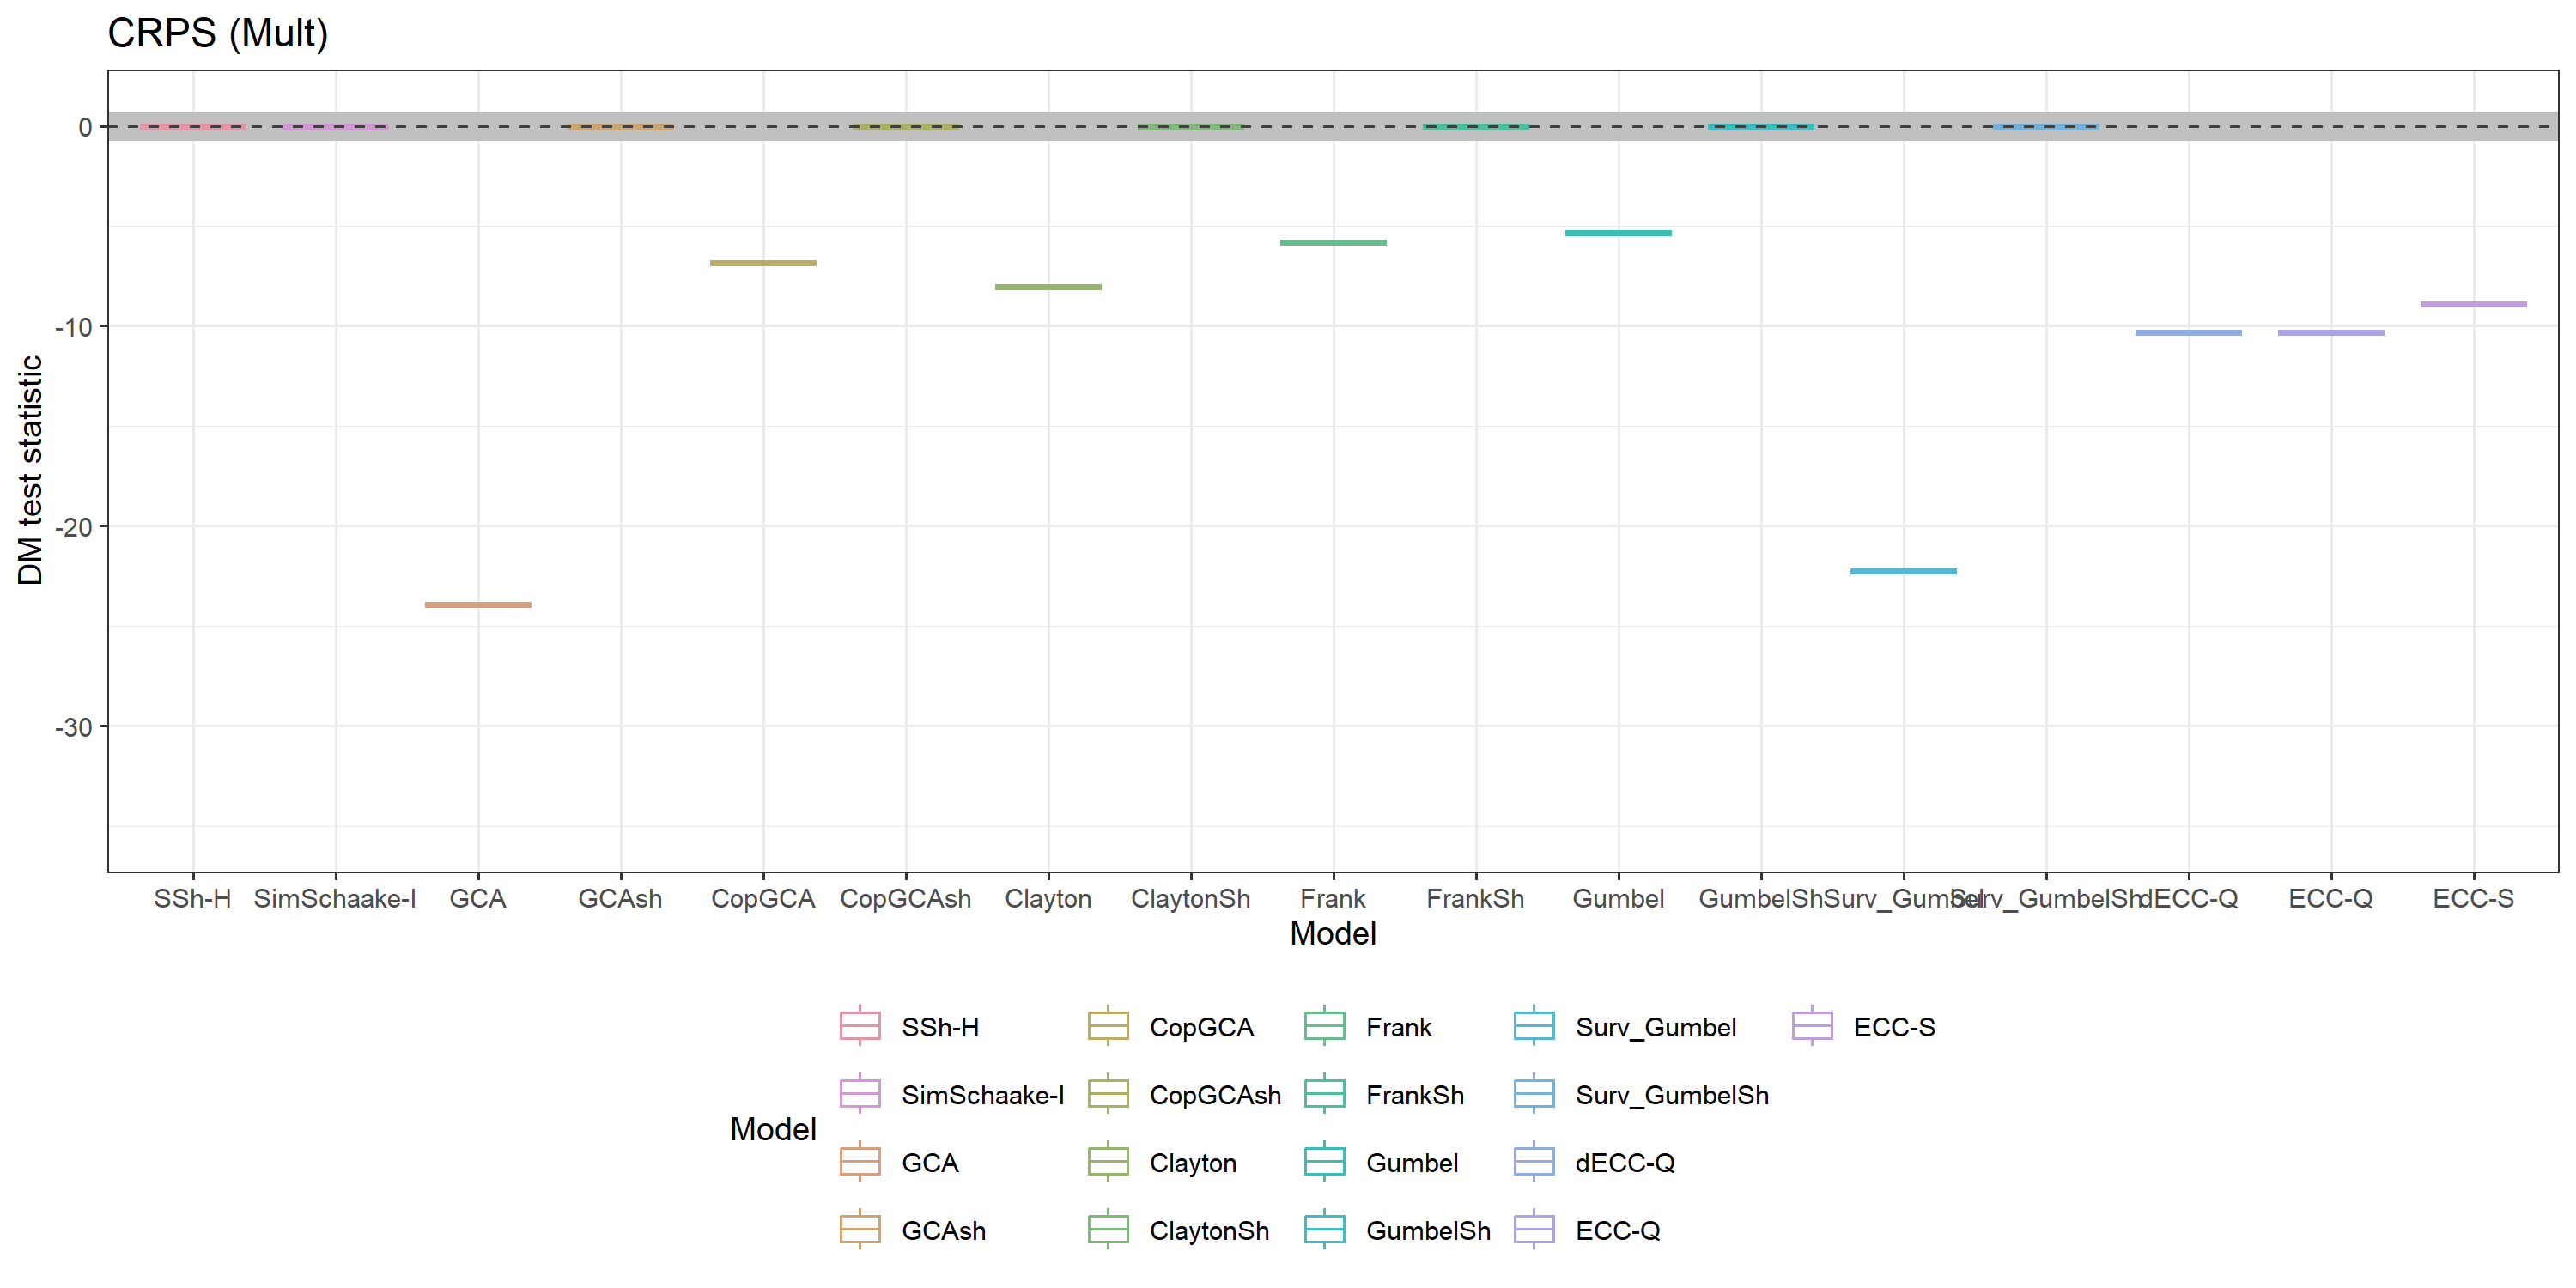 CRPS (Mult)
0
-10
-20
-30
DM test statistic
SSh-H SimSchaake-I GCA GCAsh CopGCA CopGCAsh Clayton ClaytonSh Frank FrankSh Gumbel GumbelSh Surv_Gumbel Surv_GumbelSh dECC-Q ECC-Q ECC-S
Model
Model
SSh-H CopGCA Frank Surv_Gumbel ECC-S
SimSchaake-I CopGCAsh FrankSh Surv_GumbelSh
GCA Clayton Gumbel dECC-Q
GCAsh ClaytonSh GumbelSh ECC-Q